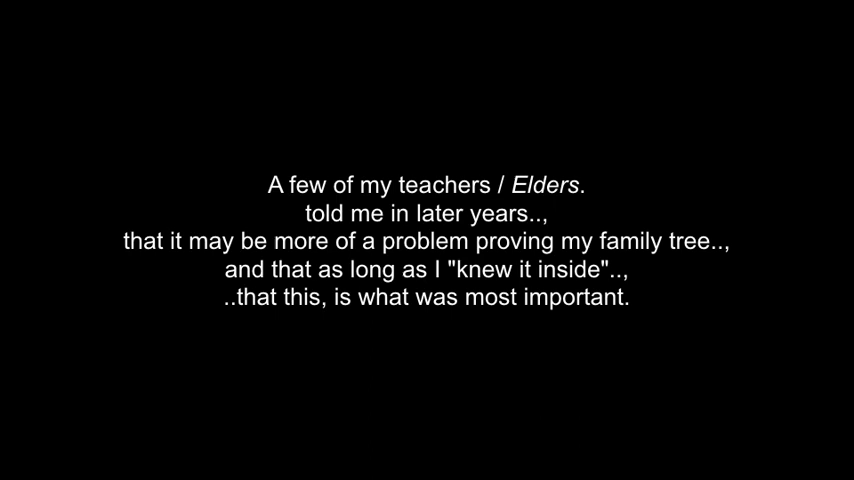 A few of my teachers / Elders.
told me in later years..,
that it may be more of a problem proving my family tree..,
and that as long as I "knew it inside"..,
..that this, is what was most important.